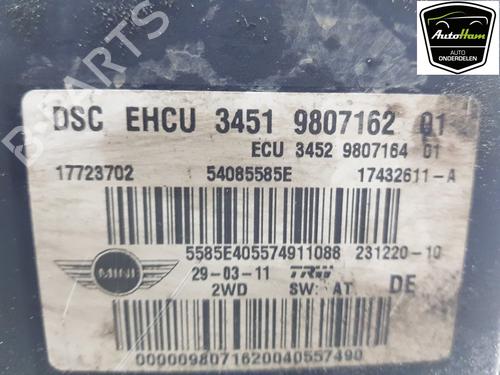 AutoHam
AUTO
ONDERDELEN
B-PARTS
DSC EHCU 3451 9807162 01
ECU 3452 9807164 01
17723702 54085585E 17432611-A
5585E405574911088 231220-10
MINI
29-03-11 TRW DE
2WD SW: AT
0000098071620040557490